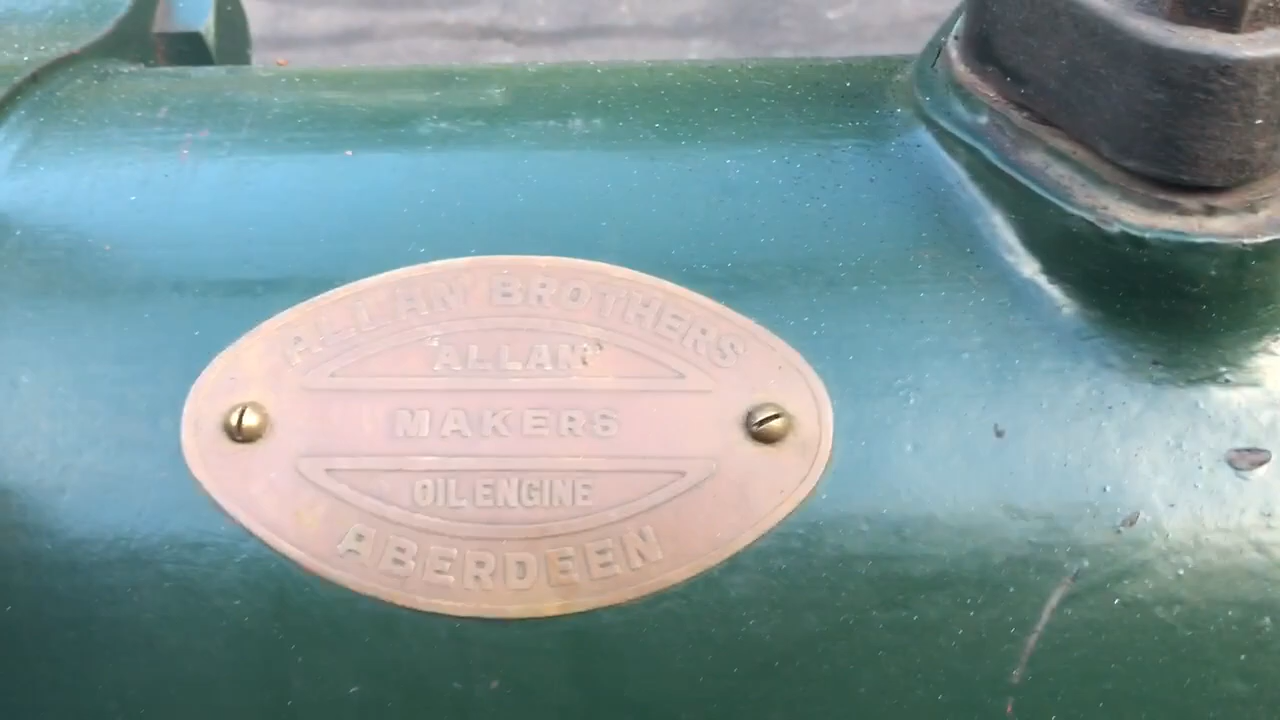 ALLAN BROTHERS
"ALLAN"
MAKERS
OIL ENGINE
ABERDEEN